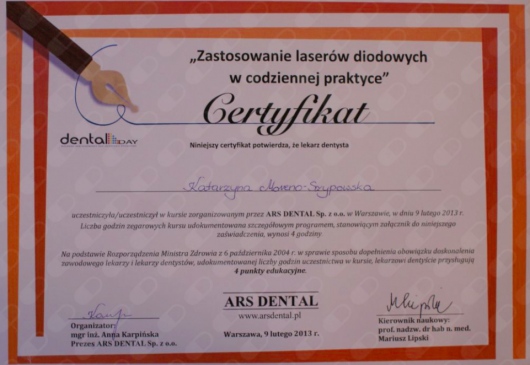 „Zastosowanie laserów diodowych
w codziennej praktyce”
Certyfikat
dental DAY
Niniejszy certyfikat potwierdza, że lekarz dentysta
Katarzyna Moreno-Szypowska
uczestniczyła/uczestniczył w kursie zorganizowanym przez ARS DENTAL Sp. z o.o. w Warszawie, w dniu 9 lutego 2013 r.
Liczba godzin zegarowych kursu udokumentowana szczegółowym programem, stanowiącym załącznik do niniejszego
zaświadczenia, wynosi 4 godziny.
Na podstawie Rozporządzenia Ministra Zdrowia z 6 października 2004 r. w sprawie sposobu dopełnienia obowiązku doskonalenia
zawodowego lekarzy i lekarzy dentystów, udokumentowanej liczby godzin uczestnictwa w kursie, lekarzowi dentyście przysługują
4 punkty edukacyjne.
ARS DENTAL
www.arsdental.pl
Warszawa, 9 lutego 2013 r.
Organizator:
mgr inż. Anna Karpińska
Prezes ARS DENTAL Sp. z o.o.
Kierownik naukowy:
prof. nadzw. dr hab n. med.
Mariusz Lipski